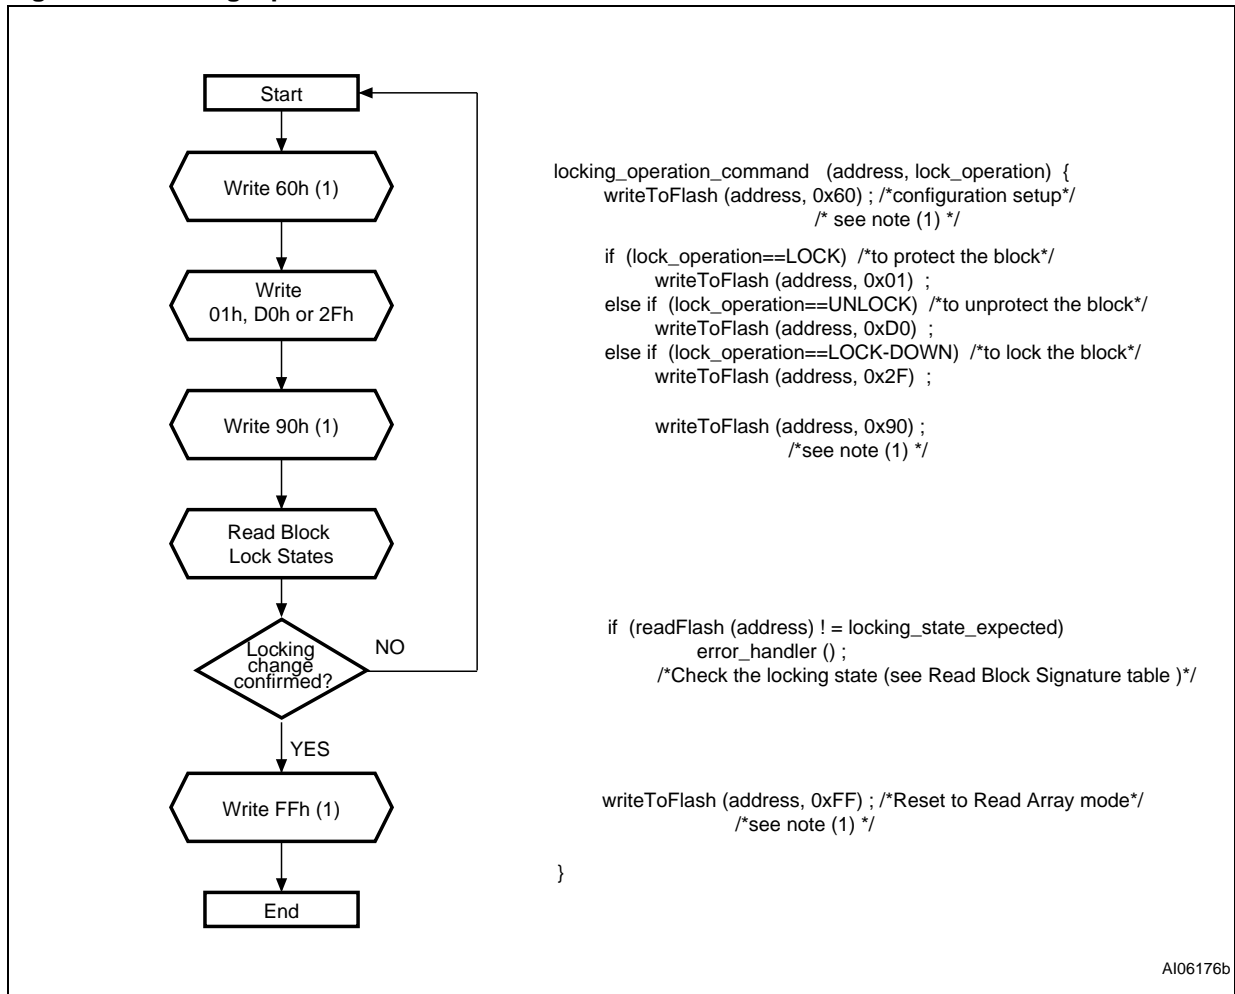 Start
Write 60h (1)
Write
01h, D0h or 2Fh
Write 90h (1)
Read Block
Lock States
Locking
change
confirmed?
NO
YES
Write FFh (1)
End
locking_operation_command (address, lock_operation) {
writeToFlash (address, 0x60) ; /*configuration setup*/
/* see note (1) */
if (lock_operation==LOCK) /*to protect the block*/
writeToFlash (address, 0x01) ;
else if (lock_operation==UNLOCK) /*to unprotect the block*/
writeToFlash (address, 0xD0) ;
else if (lock_operation==LOCK-DOWN) /*to lock the block*/
writeToFlash (address, 0x2F) ;
writeToFlash (address, 0x90) ;
/*see note (1) */
if (readFlash (address) ! = locking_state_expected)
error_handler () ;
/*Check the locking state (see Read Block Signature table )*/
writeToFlash (address, 0xFF) ; /*Reset to Read Array mode*/
/*see note (1) */
}
AI06176b